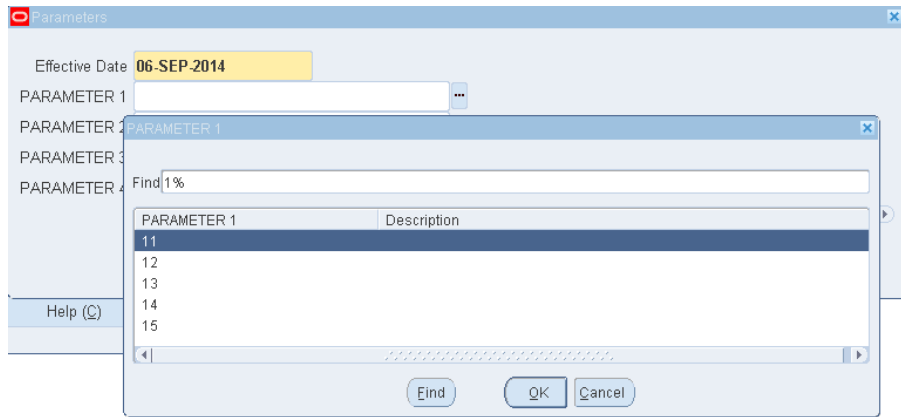 Parameters
Effective Date 06-SEP-2014
PARAMETER 1
PARAMETER 2
PARAMETER 3
PARAMETER 4
PARAMETER 1
Find 1%
PARAMETER 1 Description
11
12
13
14
15
Help (C)
Find OK Cancel